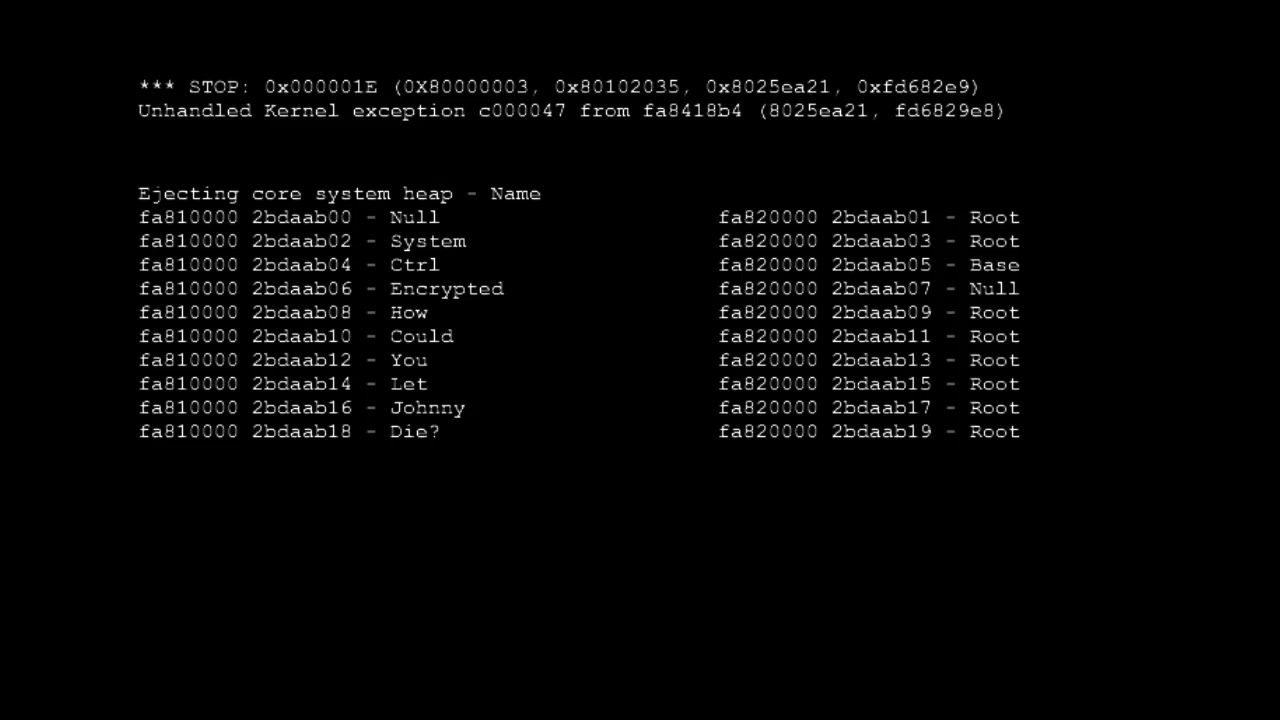 *** STOP: 0x000001E (0X80000003, 0x80102035, 0x8025ea21, 0xfd682e9)
Unhandled Kernel exception c000047 from fa8418b4 (8025ea21, fd6829e8)
Ejecting core system heap - Name
fa810000 2bdaab00 - Null fa820000 2bdaab01 - Root
fa810000 2bdaab02 - System fa820000 2bdaab03 - Root
fa810000 2bdaab04 - Ctrl fa820000 2bdaab05 - Base
fa810000 2bdaab06 - Encrypted fa820000 2bdaab07 - Null
fa810000 2bdaab08 - How fa820000 2bdaab09 - Root
fa810000 2bdaab10 - Could fa820000 2bdaab11 - Root
fa810000 2bdaab12 - You fa820000 2bdaab13 - Root
fa810000 2bdaab14 - Let fa820000 2bdaab15 - Root
fa810000 2bdaab16 - Johnny fa820000 2bdaab17 - Root
fa810000 2bdaab18 - Die? fa820000 2bdaab19 - Root